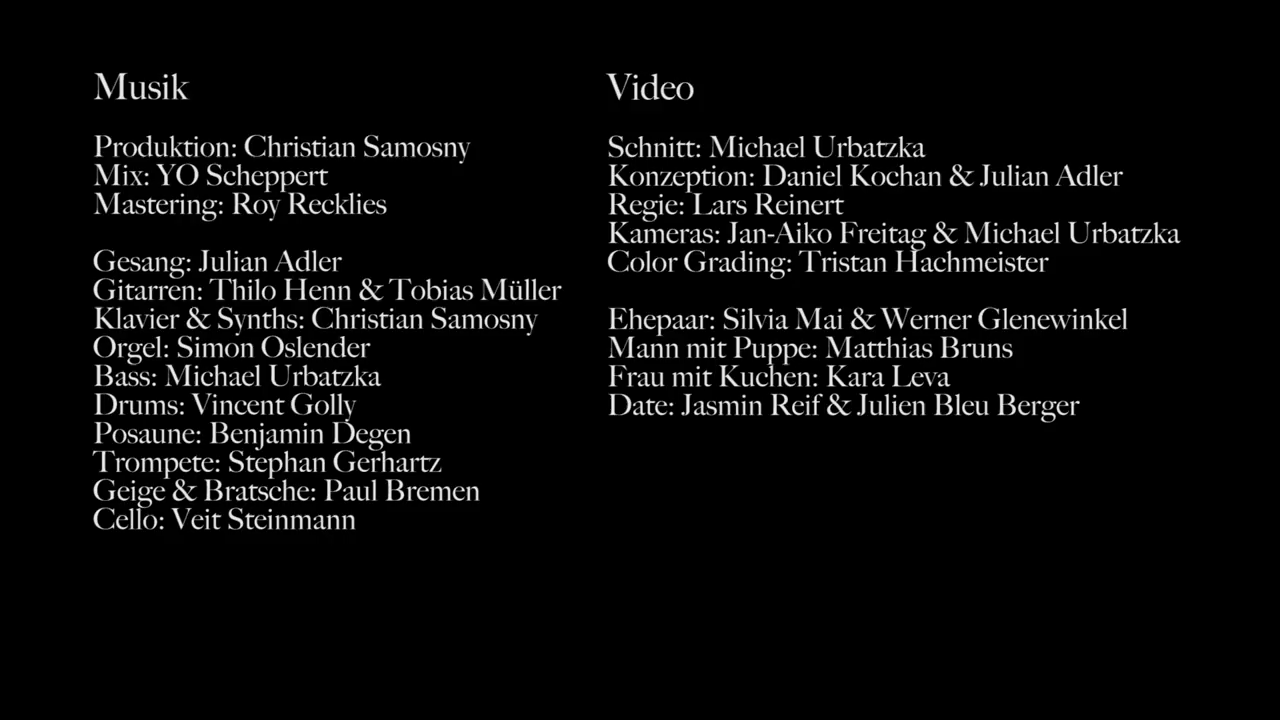 Musik
Produktion: Christian Samosny
Mix: YO Scheppert
Mastering: Roy Recklies
Gesang: Julian Adler
Gitarren: Thilo Henn & Tobias Müller
Klavier & Synths: Christian Samosny
Orgel: Simon Oslender
Bass: Michael Urbatzka
Drums: Vincent Golly
Posaune: Benjamin Degen
Trompete: Stephan Gerhartz
Geige & Bratsche: Paul Bremen
Cello: Veit Steinmann
Video
Schnitt: Michael Urbatzka
Konzeption: Daniel Kochan & Julian Adler
Regie: Lars Reinert
Kameras: Jan-Aiko Freitag & Michael Urbatzka
Color Grading: Tristan Hachmeister
Ehepaar: Silvia Mai & Werner Glenewinkel
Mann mit Puppe: Matthias Bruns
Frau mit Kuchen: Kara Leva
Date: Jasmin Reif & Julien Bleu Berger